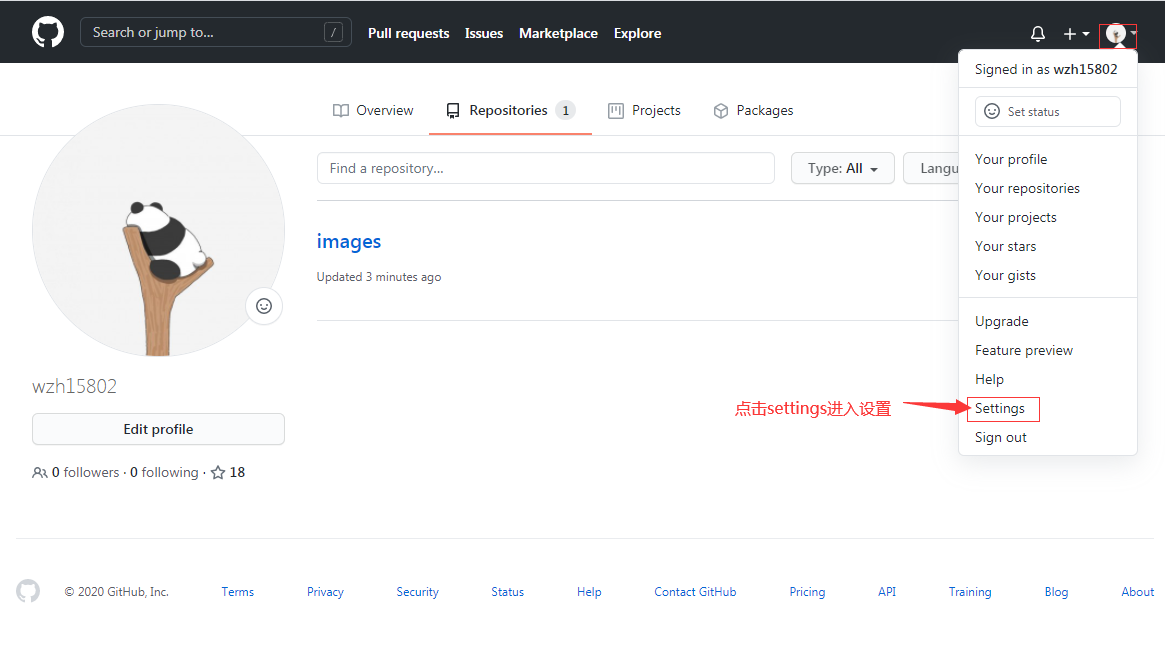 Search or jump to... /
Pull requests Issues Marketplace Explore
Signed in as wzh15802
Set status
Your profile
Your repositories
Your projects
Your stars
Your gists
Upgrade
Feature preview
Help
Settings
Sign out
点击settings进入设置
Overview Repositories 1 Projects Packages
Find a repository... Type: All Langu
images
Updated 3 minutes ago
wzh15802
Edit profile
0 followers · 0 following · 18
© 2020 GitHub, Inc. Terms Privacy Security Status Help Contact GitHub Pricing API Training Blog About